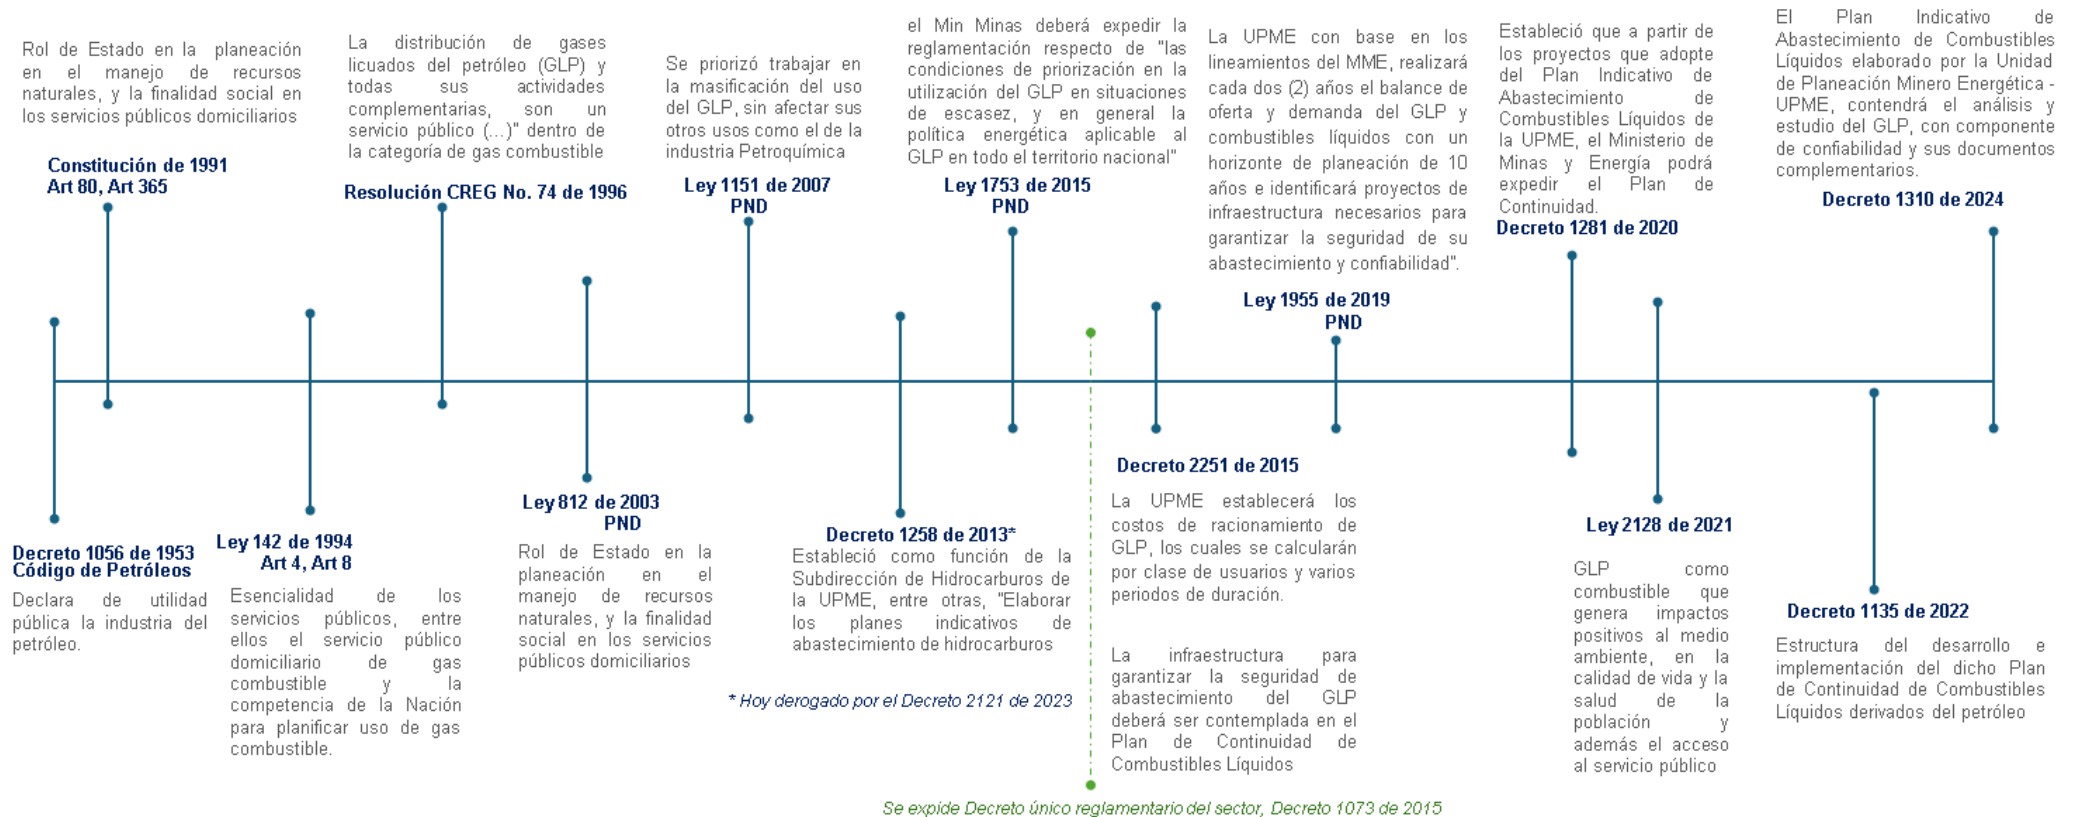 Rol de Estado en la planeación
en el manejo de recursos
naturales, y la finalidad social en
los servicios públicos domiciliarios
Constitución de 1991
Art 80, Art 365
La distribución de gases
licuados del petróleo (GLP) y
todas sus actividades
complementarias, son un
servicio público (...)" dentro de
la categoría de gas combustible
Resolución CREG No. 74 de 1996
Se priorizó trabajar en
la masificación del uso
del GLP, sin afectar sus
otros usos como el de la
industria Petroquímica
Ley 1151 de 2007
PND
el Min Minas deberá expedir la
reglamentación respecto de "las
condiciones de priorización en la
utilización del GLP en situaciones
de escasez, y en general la
política energética aplicable al
GLP en todo el territorio nacional"
Ley 1753 de 2015
PND
La UPME con base en los
lineamientos del MME, realizará
cada dos (2) años el balance de
oferta y demanda del GLP y
combustibles líquidos con un
horizonte de planeación de 10
años e identificará proyectos de
infraestructura necesarios para
garantizar la seguridad de su
abastecimiento y confiabilidad".
Ley 1955 de 2019
PND
Estableció que a partir de
los proyectos que adopte
del Plan Indicativo de
Abastecimiento de
Combustibles Líquidos de
la UPME, el Ministerio de
Minas y Energía podrá
expedir el Plan de
Continuidad.
Decreto 1281 de 2020
El Plan Indicativo de
Abastecimiento de Combustibles
Líquidos elaborado por la Unidad
de Planeación Minero Energética -
UPME, contendrá el análisis y
estudio del GLP, con componente
de confiabilidad y sus documentos
complementarios.
Decreto 1310 de 2024
Decreto 1056 de 1953
Código de Petróleos
Declara de utilidad
pública la industria del
petróleo.
Ley 142 de 1994
Art 4, Art 8
Esencialidad de los
servicios públicos, entre
ellos el servicio público
domiciliario de gas
combustible y la
competencia de la Nación
para planificar uso de gas
combustible.
Ley 812 de 2003
PND
Rol de Estado en la
planeación en el
manejo de recursos
naturales, y la finalidad
social en los servicios
públicos domiciliarios
Decreto 1258 de 2013*
Estableció como función de la
Subdirección de Hidrocarburos de
la UPME, entre otras, "Elaborar
los planes indicativos de
abastecimiento de hidrocarburos
* Hoy derogado por el Decreto 2121 de 2023
Decreto 2251 de 2015
La UPME establecerá los
costos de racionamiento de
GLP, los cuales se calcularán
por clase de usuarios y varios
periodos de duración.
La infraestructura para
garantizar la seguridad de
abastecimiento del GLP
deberá ser contemplada en el
Plan de Continuidad de
Combustibles Líquidos
Ley 2128 de 2021
GLP como
combustible que
genera impactos
positivos al medio
ambiente, en la
calidad de vida y la
salud de la
población y
además el acceso
al servicio público
Decreto 1135 de 2022
Estructura del desarrollo e
implementación del dicho Plan
de Continuidad de Combustibles
Líquidos derivados del petróleo
Se expide Decreto único reglamentario del sector, Decreto 1073 de 2015